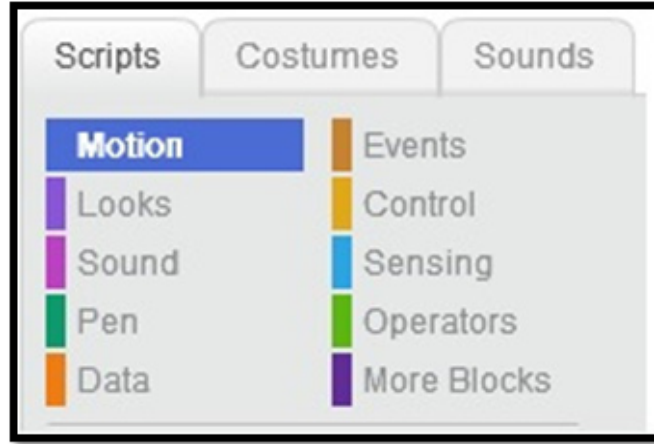 Scripts Costumes Sounds
Motion Events
Looks Control
Sound Sensing
Pen Operators
Data More Blocks